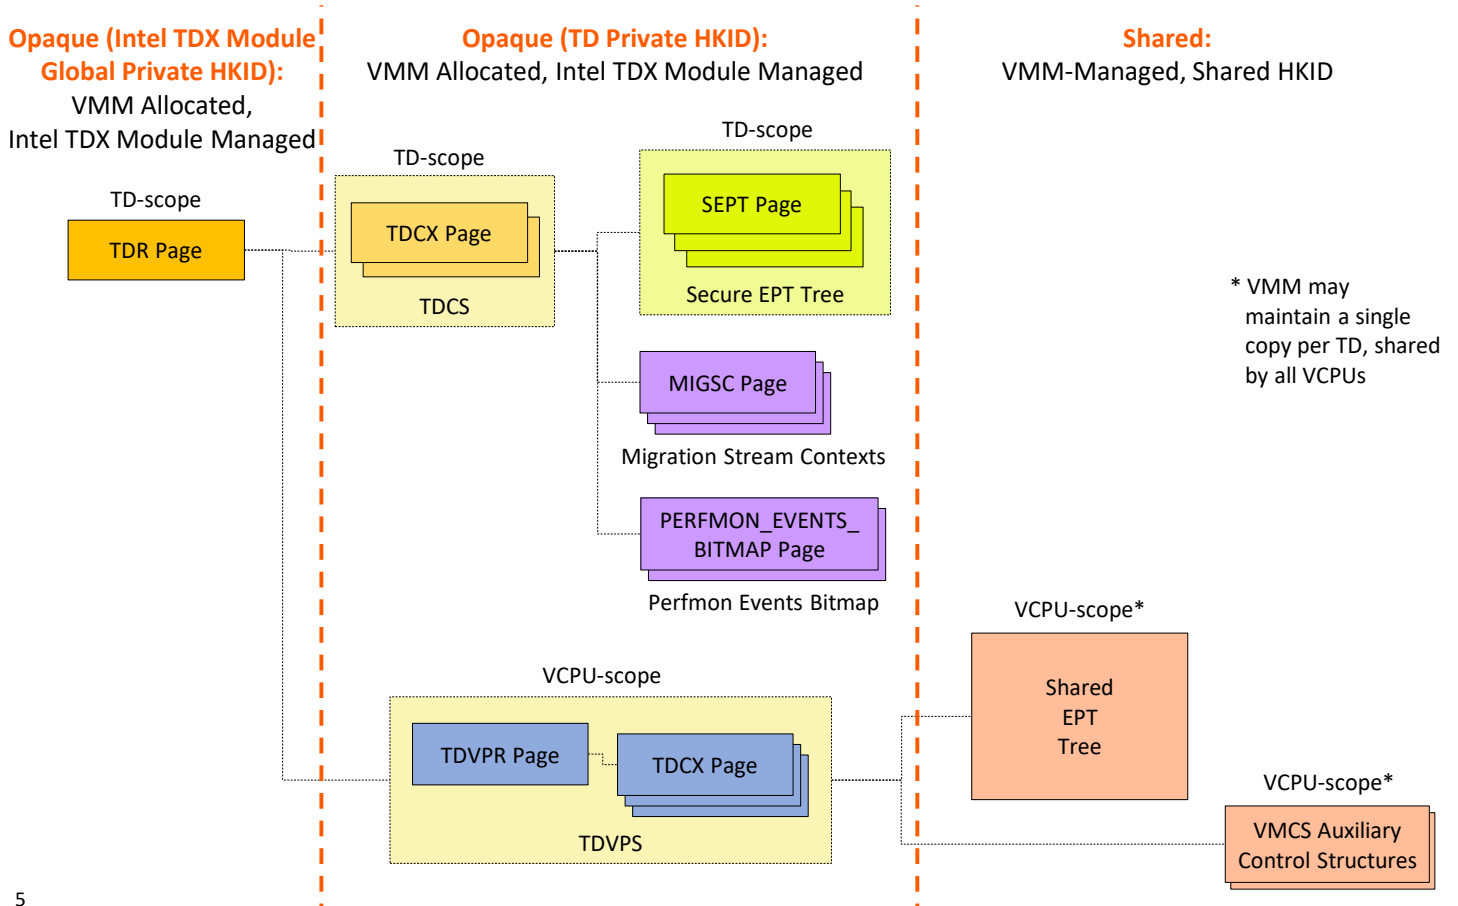 Opaque (Intel TDX Module
Global Private HKID):
VMM Allocated,
Intel TDX Module Managed
TD-scope
TDR Page
Opaque (TD Private HKID):
VMM Allocated, Intel TDX Module Managed
TD-scope
TDCX Page
TDCS
TD-scope
SEPT Page
Secure EPT Tree
MIGSC Page
Migration Stream Contexts
PERFMON_EVENTS_
BITMAP Page
Perfmon Events Bitmap
VCPU-scope
TDVPR Page
TDCX Page
TDVPS
Shared:
VMM-Managed, Shared HKID
* VMM may
maintain a single
copy per TD, shared
by all VCPUs
VCPU-scope*
Shared
EPT
Tree
VCPU-scope*
VMCS Auxiliary
Control Structures
5